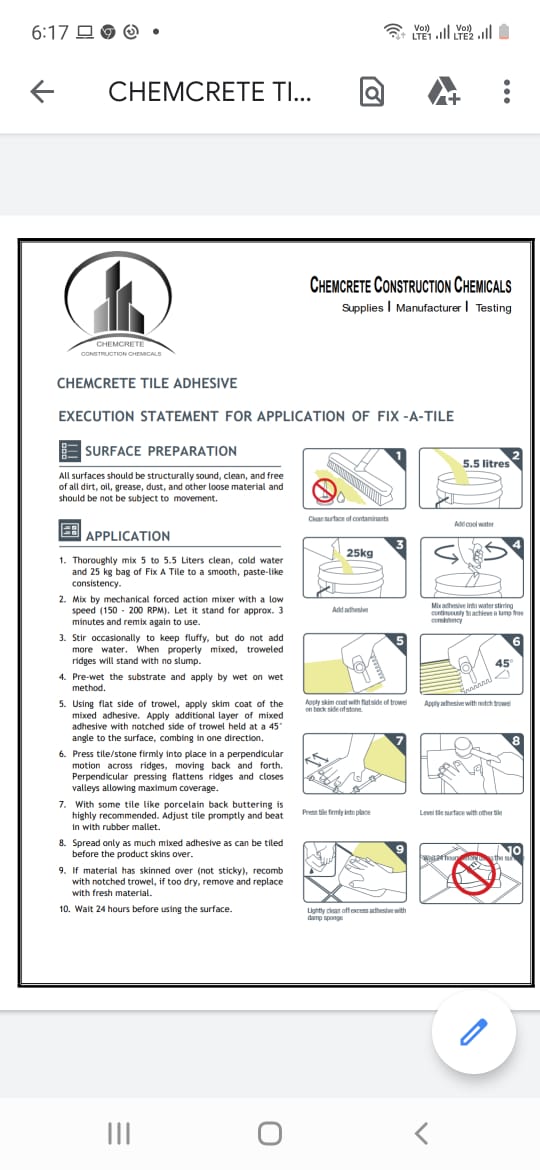 6:17
Vo)) LTE1 Vo)) LTE2
CHEMCRETE TI...
CHEMCRETE
CONSTRUCTION CHEMICALS
CHEMCRETE CONSTRUCTION CHEMICALS
Supplies | Manufacturer | Testing
CHEMCRETE TILE ADHESIVE
EXECUTION STATEMENT FOR APPLICATION OF FIX -A-TILE
SURFACE PREPARATION
All surfaces should be structurally sound, clean, and free
of all dirt, oil, grease, dust, and other loose material and
should be not be subject to movement.
APPLICATION
1. Thoroughly mix 5 to 5.5 Liters clean, cold water
and 25 kg bag of Fix A Tile to a smooth, paste-like
consistency.
2. Mix by mechanical forced action mixer with a low
speed (150 - 200 RPM). Let it stand for approx. 3
minutes and remix again to use.
3. Stir occasionally to keep fluffy, but do not add
more water. When properly mixed, troweled
ridges will stand with no slump.
4. Pre-wet the substrate and apply by wet on wet
method.
5. Using flat side of trowel, apply skim coat of the
mixed adhesive. Apply additional layer of mixed
adhesive with notched side of trowel held at a 45°
angle to the surface, combing in one direction.
6. Press tile/stone firmly into place in a perpendicular
motion across ridges, moving back and forth.
Perpendicular pressing flattens ridges and closes
valleys allowing maximum coverage.
7. With some tile like porcelain back buttering is
highly recommended. Adjust tile promptly and beat
in with rubber mallet.
8. Spread only as much mixed adhesive as can be tiled
before the product skins over.
9. If material has skinned over (not sticky), recomb
with notched trowel, if too dry, remove and replace
with fresh material.
10. Wait 24 hours before using the surface.
1
Clean surface of contaminants
2
5.5 litres
Add cool water
3
25kg
Add adhesive
4
Mix adhesive into water stirring
continuously to achieve a lump free
consistency
5
Apply skim coat with flat side of trowel
on back side of stone.
6
45°
Apply adhesive with notch trowel
7
Press tile firmly into place
8
Level tile surface with other tile
9
Lightly clean off excess adhesive with
damp sponge
10
Wait 24 hours